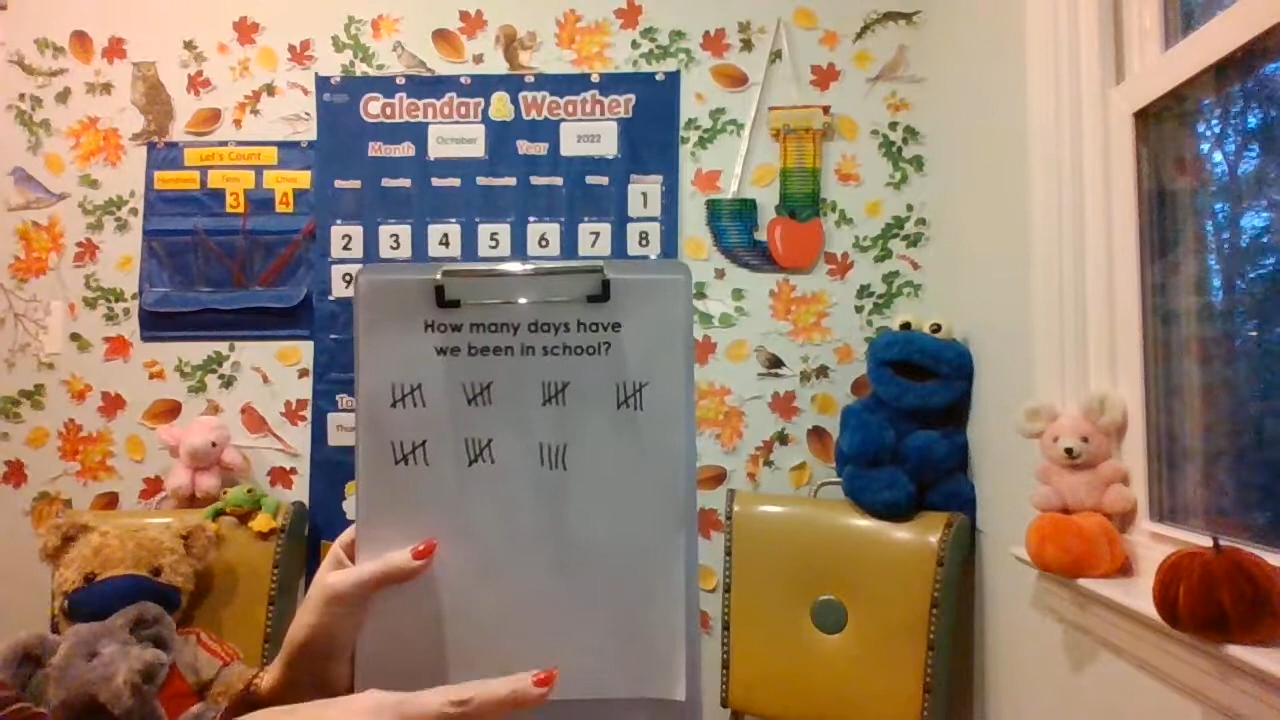 Calendar & Weather
Month October Year 2022
Let's Count
Hundreds Tens Ones
3 4
1
2 3 4 5 6 7 8
9
How many days have
we been in school?